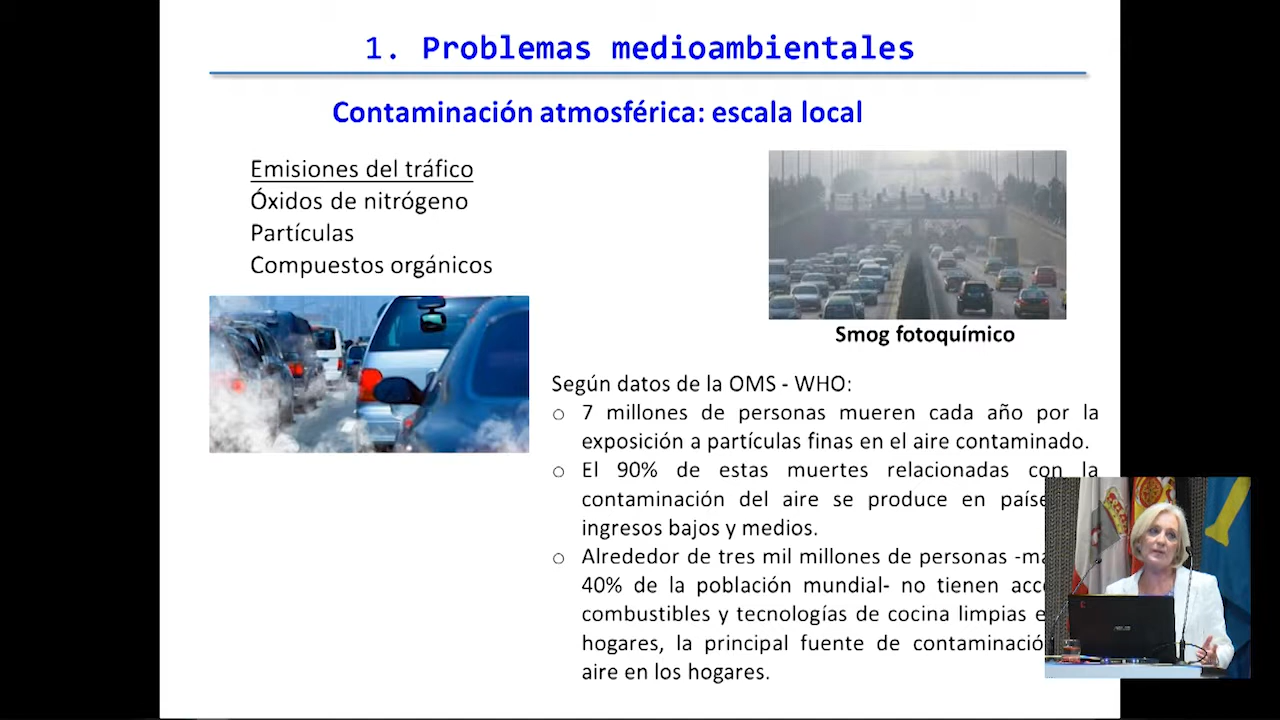 1. Problemas medioambientales
Contaminación atmosférica: escala local
Emisiones del tráfico
Óxidos de nitrógeno
Partículas
Compuestos orgánicos
Smog fotoquímico
Según datos de la OMS - WHO:
o 7 millones de personas mueren cada año por la
exposición a partículas finas en el aire contaminado.
o El 90% de estas muertes relacionadas con la
contaminación del aire se produce en
ingresos bajos y medios.
o Alrededor de tres mil millones de personas
40% de la población mundial- no tienen
combustibles y tecnologías de cocina limpias
hogares, la principal fuente de
aire en los hogares.
ASUS